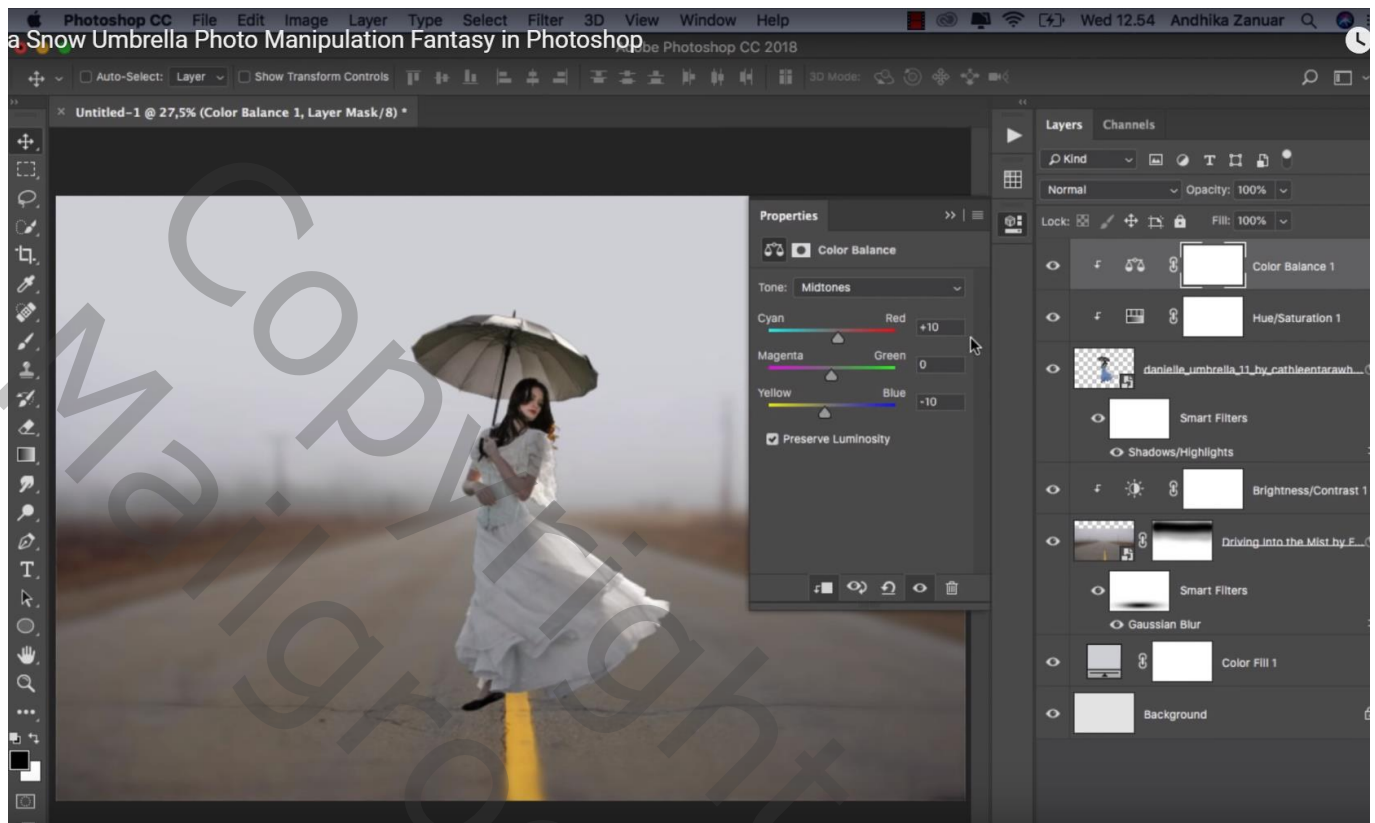 Photoshop CC File Edit Image Layer Type Select Filter 3D View Window Help Wed 12.54 Andhika Zanuar
a Snow Umbrella Photo Manipulation Fantasy in Photoshop
Adobe Photoshop CC 2018
Auto-Select: Layer Show Transform Controls 3D Mode:
Untitled-1 @ 27,5% (Color Balance 1, Layer Mask/8) *
Layers Channels
Kind
Normal Opacity: 100%
Lock: Fill: 100%
Properties
Color Balance
Tone: Midtones
Cyan Red +10
Magenta Green 0
Yellow Blue -10
Preserve Luminosity
Color Balance 1
Hue/Saturation 1
danielle_umbrella_11_by_cathleentarawh...
Smart Filters
Shadows/Highlights
Brightness/Contrast 1
Driving Into the Mist by F...
Smart Filters
Gaussian Blur
Color Fill 1
Background
Copyright